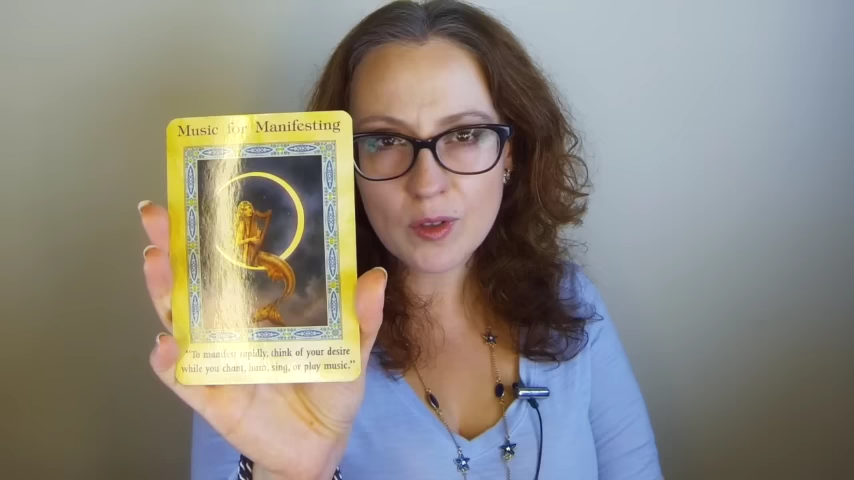 Music for Manifesting
"To manifest rapidly, think of your desire
while you chant, hum, sing, or play music."